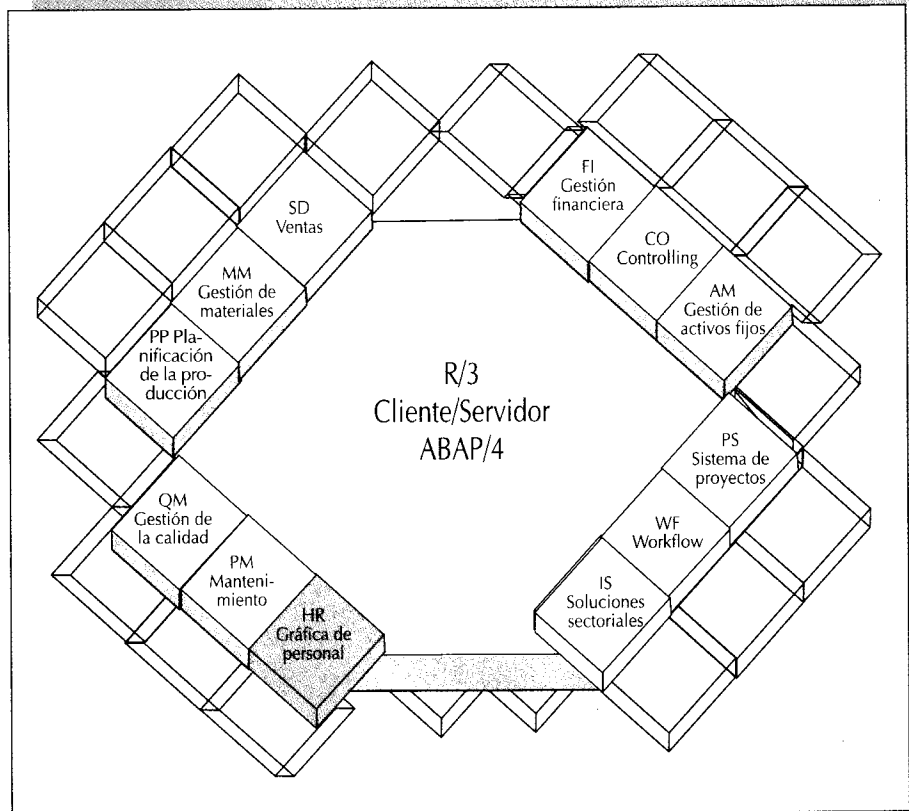 SD
Ventas
MM
Gestión de
materiales
PP Pla-
nificación
de la pro-
ducción
FI
Gestión
financiera
CO
Controlling
AM
Gestión de
activos fijos
R/3
Cliente/Servidor
ABAP/4
QM
Gestión de
la calidad
PM
Manteni-
miento
HR
Gráfica de
personal
PS
Sistema de
proyectos
WF
Workflow
IS
Soluciones
sectoriales